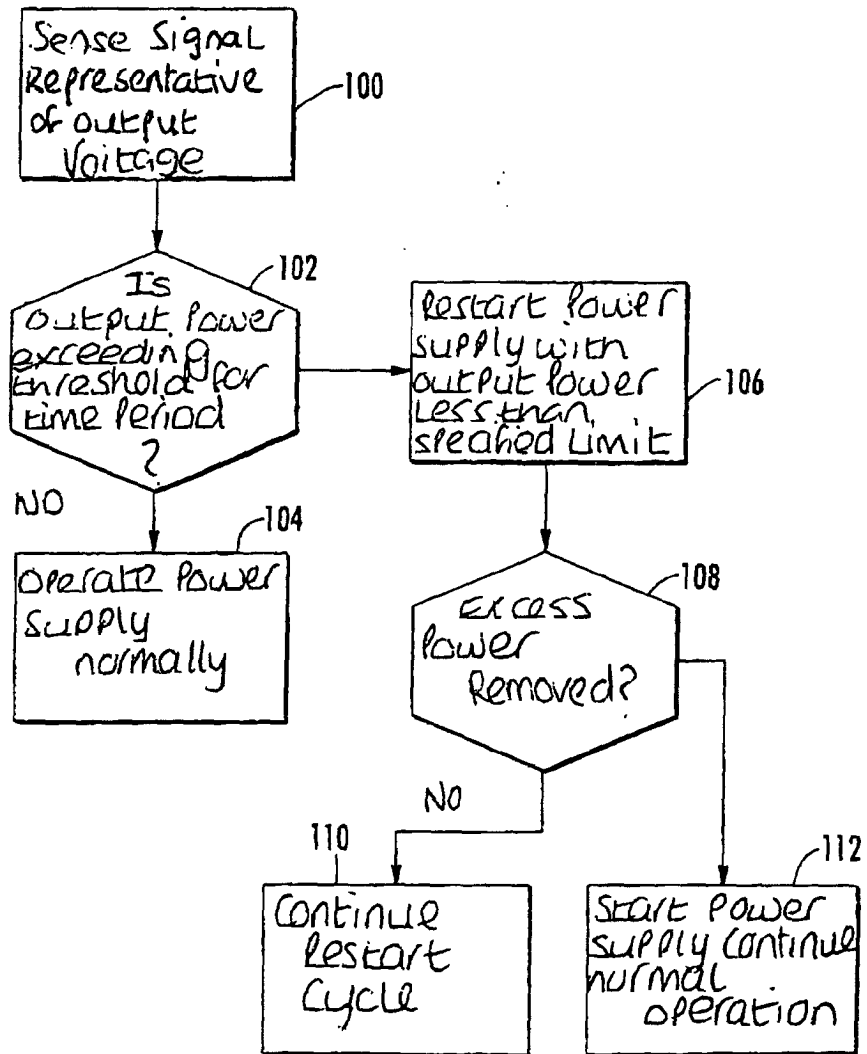 Sense Signal
Representative
of output
Voltage
100
Is
output power
exceeding
threshold for
time period
?
102
NO
Operate Power
supply
normally
104
Restart Power
supply with
output power
Less than
specified Limit
106
Excess
Power
Removed?
108
NO
Continue
Restart
Cycle
110
Start Power
supply continue
normal
operation
112